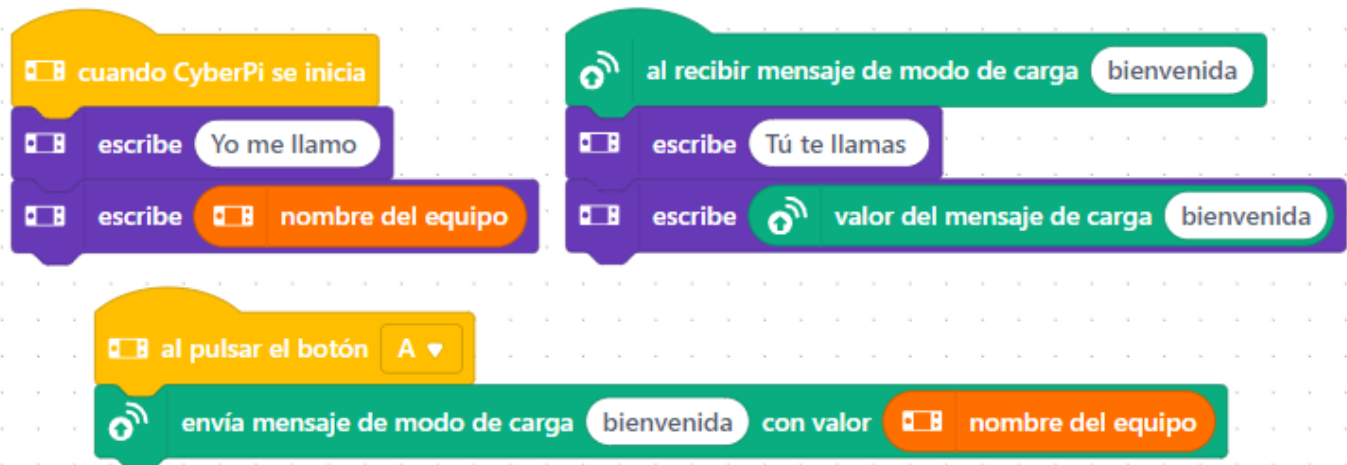 cuando CyberPi se inicia
escribe Yo me llamo
escribe nombre del equipo
al recibir mensaje de modo de carga bienvenida
escribe Tú te llamas
escribe valor del mensaje de carga bienvenida
al pulsar el botón A
envía mensaje de modo de carga bienvenida con valor nombre del equipo